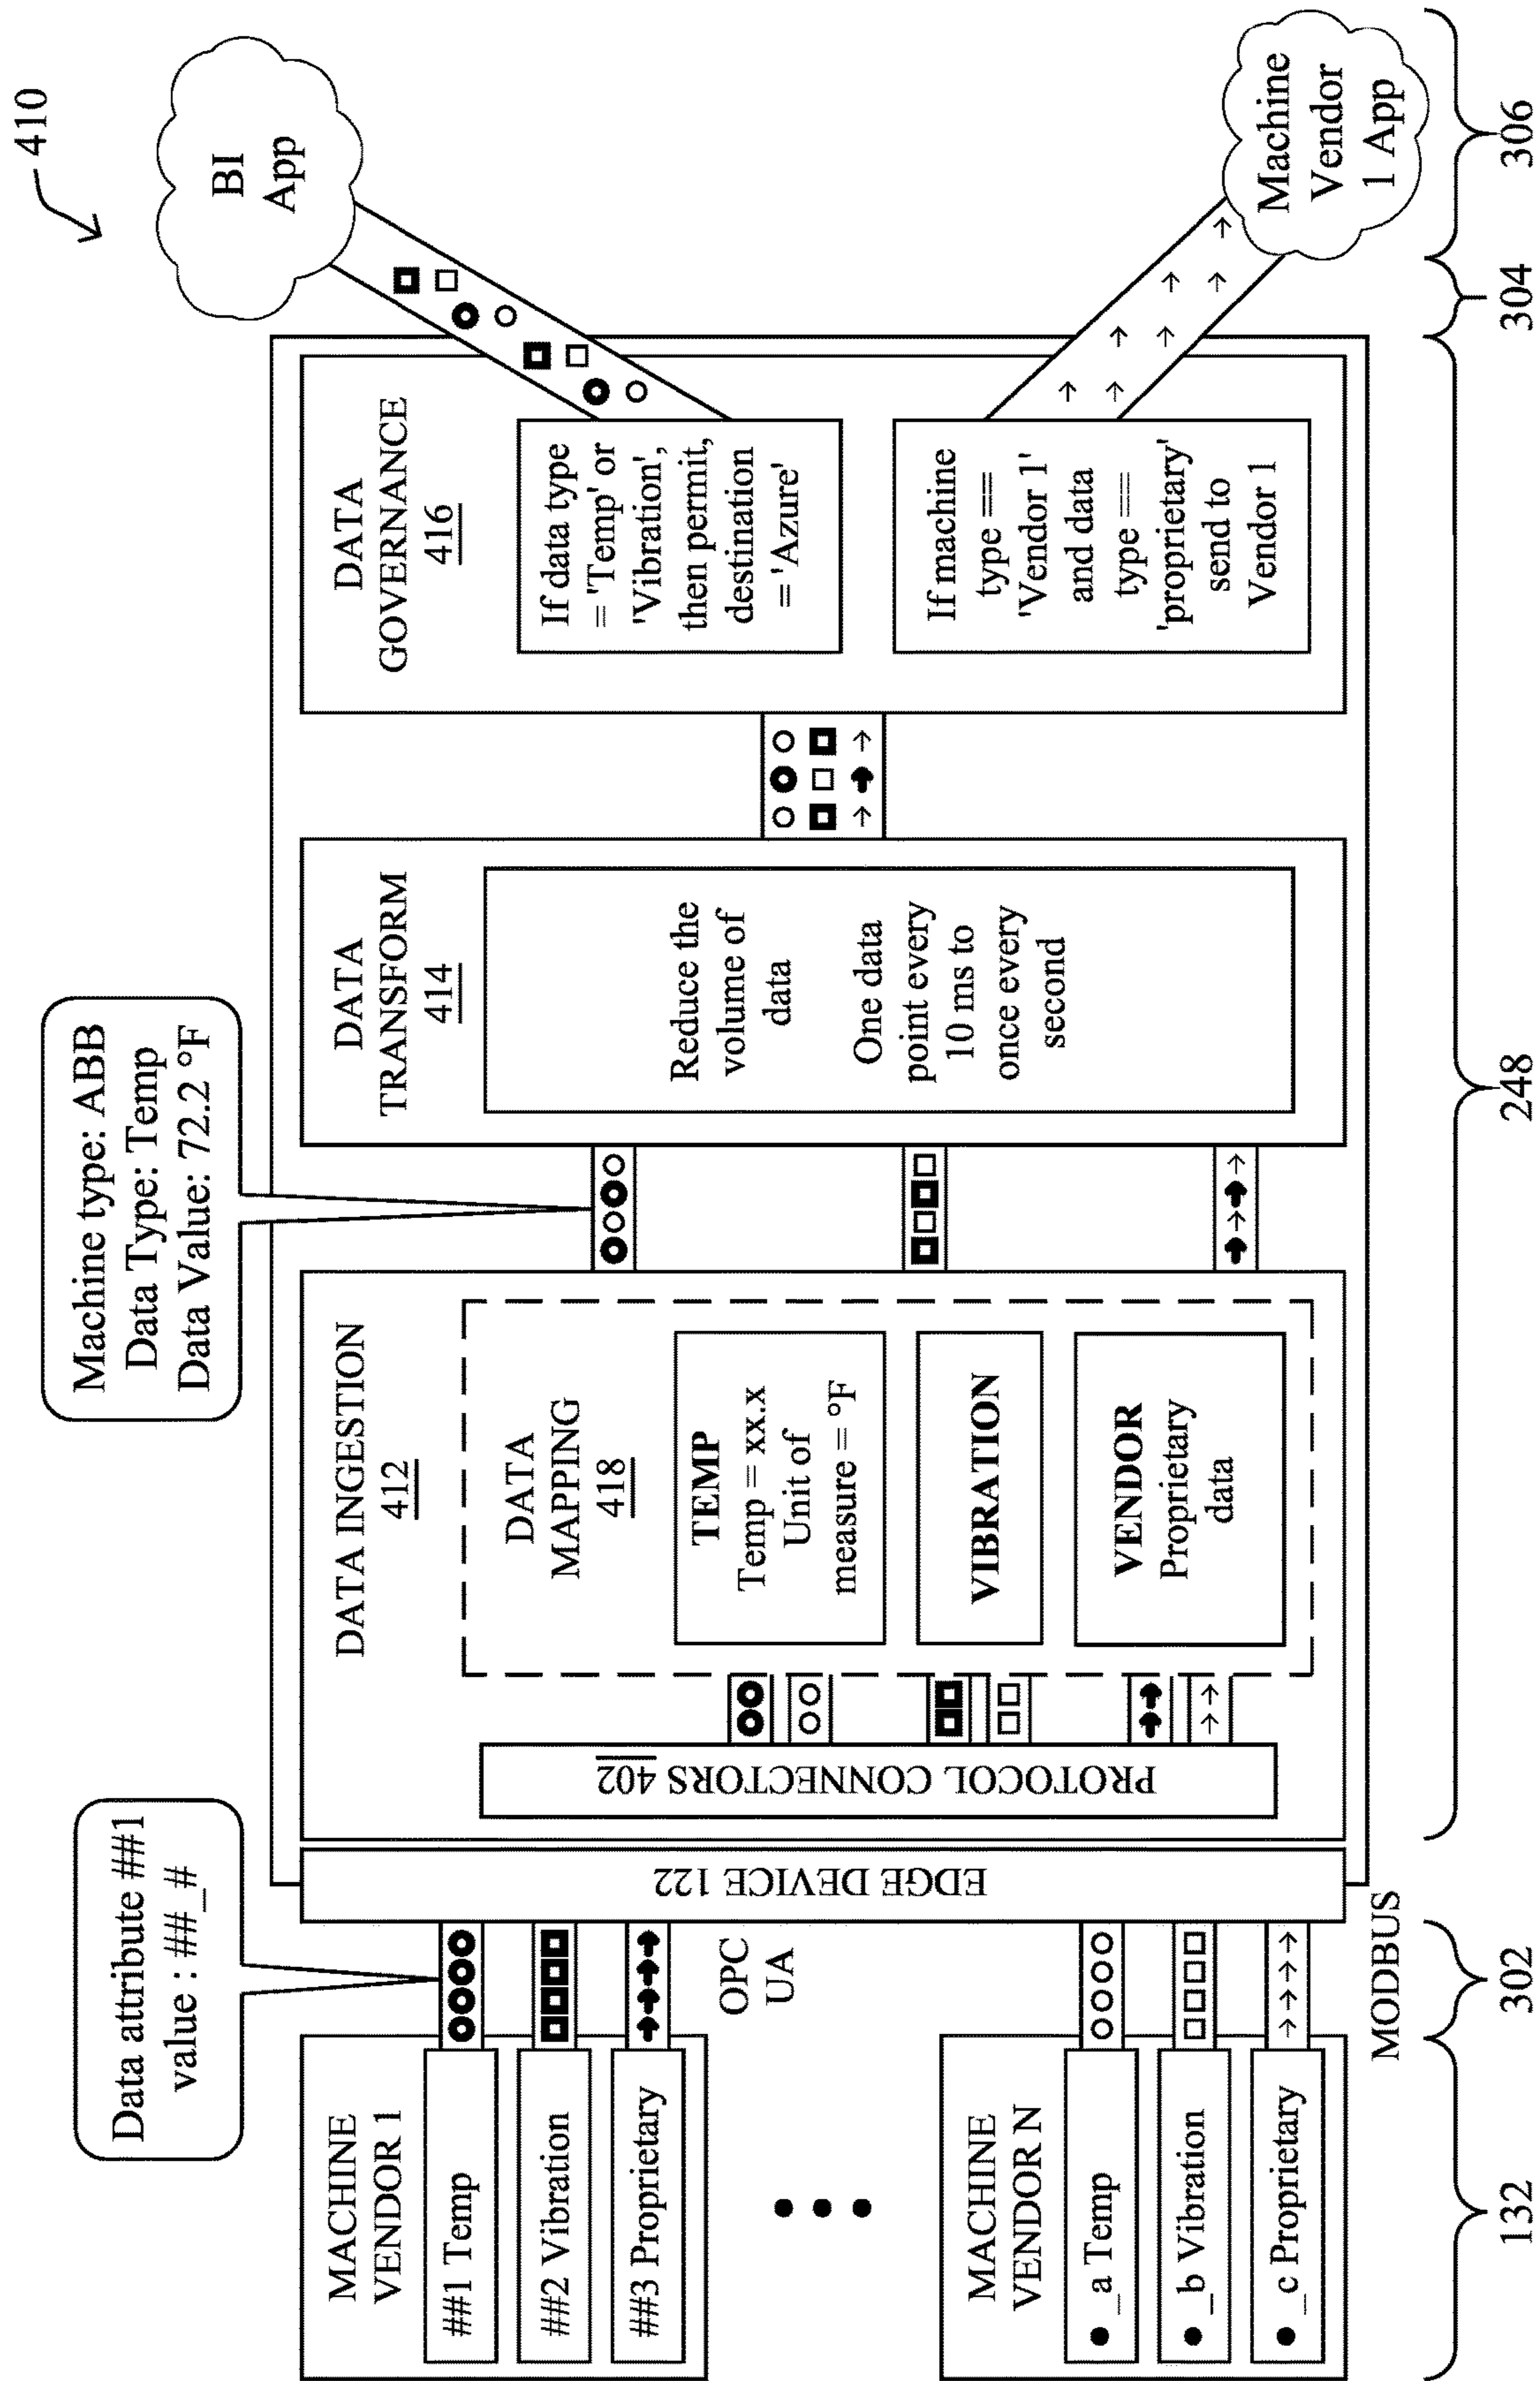 410
Data attribute ##1
value : ##_#
Machine type: ABB
Data Type: Temp
Data Value: 72.2 °F
BI
App
MACHINE
VENDOR 1
##1 Temp
##2 Vibration
##3 Proprietary
OPC
UA
MACHINE
VENDOR N
● _a Temp
● _b Vibration
● _c Proprietary
MODBUS
EDGE DEVICE 122
DATA INGESTION
412
PROTOCOL CONNECTORS 402
DATA
MAPPING
418
TEMP
Temp = xx.x
Unit of
measure = °F
VIBRATION
VENDOR
Proprietary
data
DATA
TRANSFORM
414
Reduce the
volume of
data
One data
point every
10 ms to
once every
second
DATA
GOVERNANCE
416
If data type
= 'Temp' or
'Vibration',
then permit,
destination
= 'Azure'
If machine
type ==
'Vendor 1'
and data
type ==
'proprietary'
send to
Vendor 1
Machine
Vendor
1 App
132
302
248
304
306